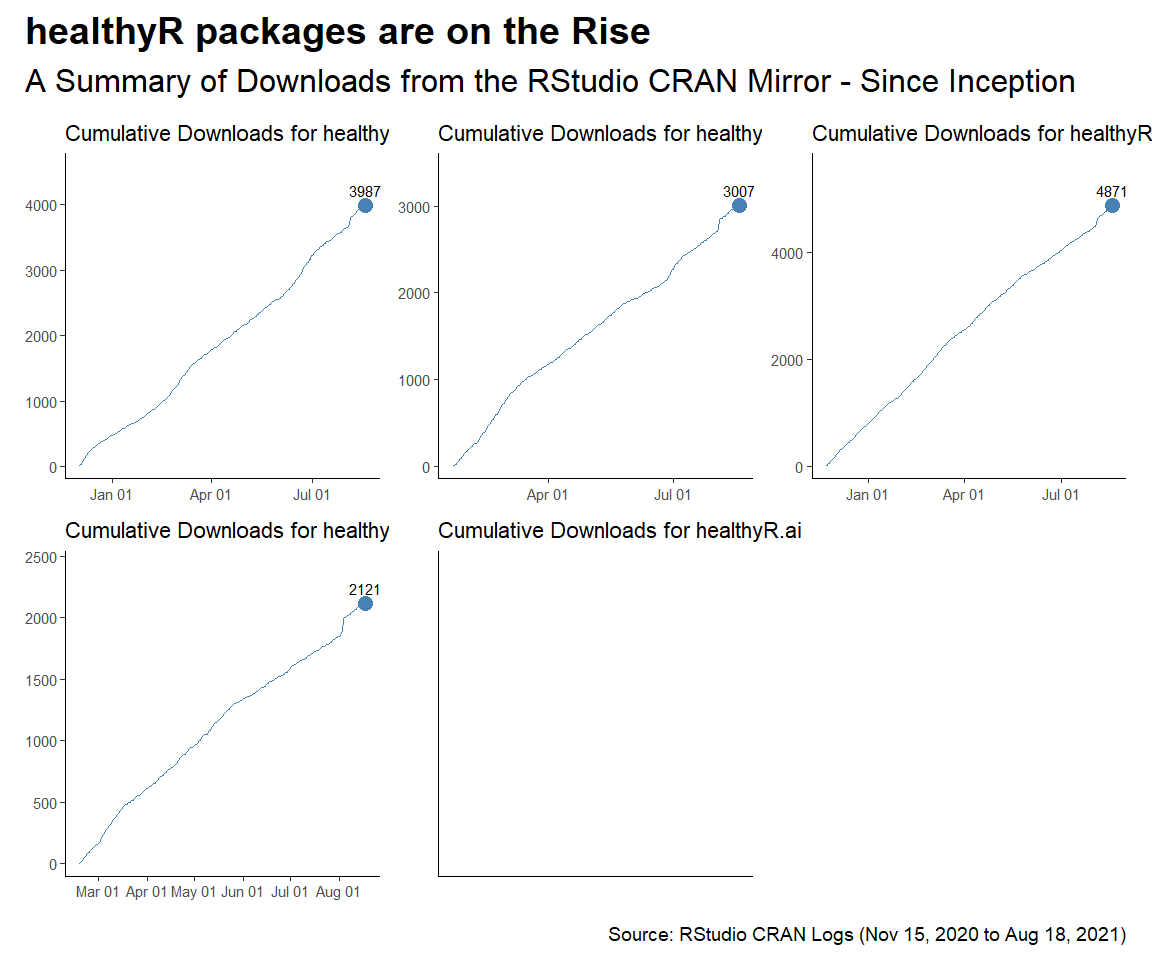 healthyR packages are on the Rise
A Summary of Downloads from the RStudio CRAN Mirror - Since Inception
Cumulative Downloads for healthy
3987
4000
3000
2000
1000
0
Jan 01 Apr 01 Jul 01
Cumulative Downloads for healthy
3007
3000
2000
1000
0
Apr 01 Jul 01
Cumulative Downloads for healthyR
4871
4000
2000
0
Jan 01 Apr 01 Jul 01
Cumulative Downloads for healthy
2500
2121
2000
1500
1000
500
0
Mar 01 Apr 01 May 01 Jun 01 Jul 01 Aug 01
Cumulative Downloads for healthyR.ai
Source: RStudio CRAN Logs (Nov 15, 2020 to Aug 18, 2021)